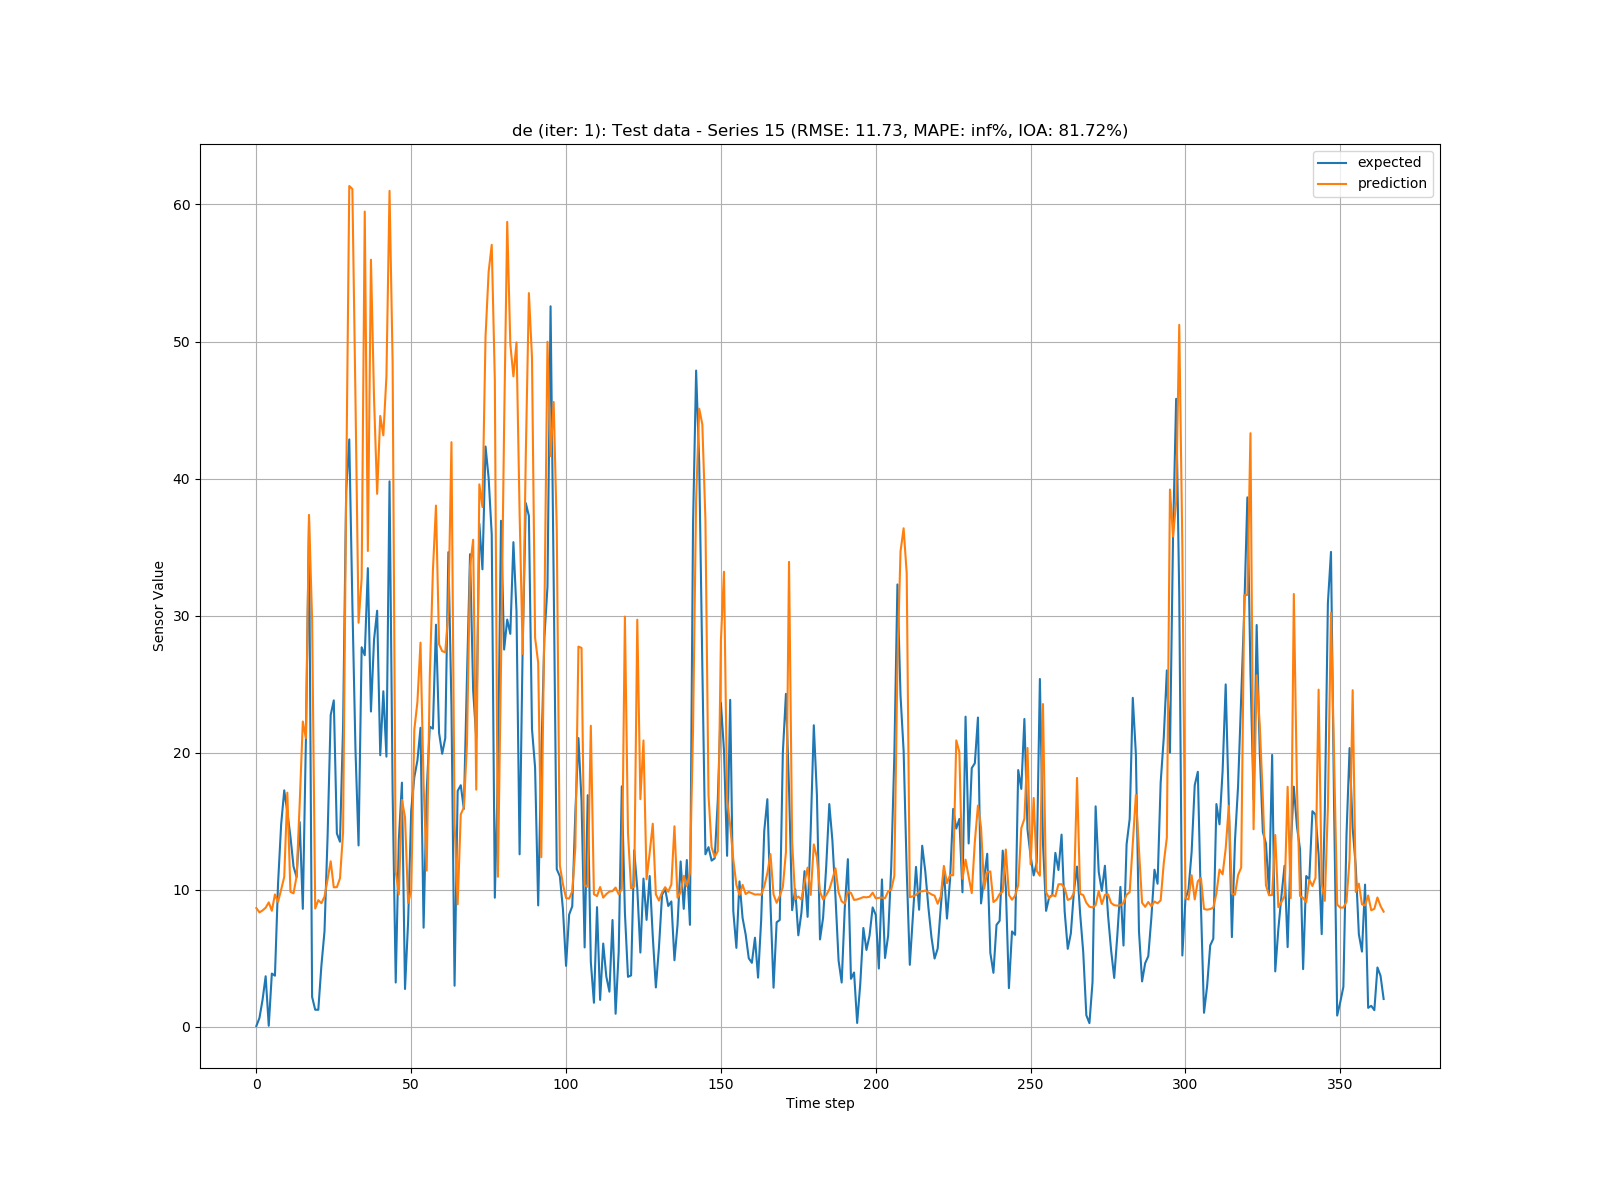 de (iter: 1): Test data - Series 15 (RMSE: 11.73, MAPE: inf%, IOA: 81.72%)
expected
prediction
60
50
40
30
20
10
0
Sensor Value
0 50 100 150 200 250 300 350
Time step